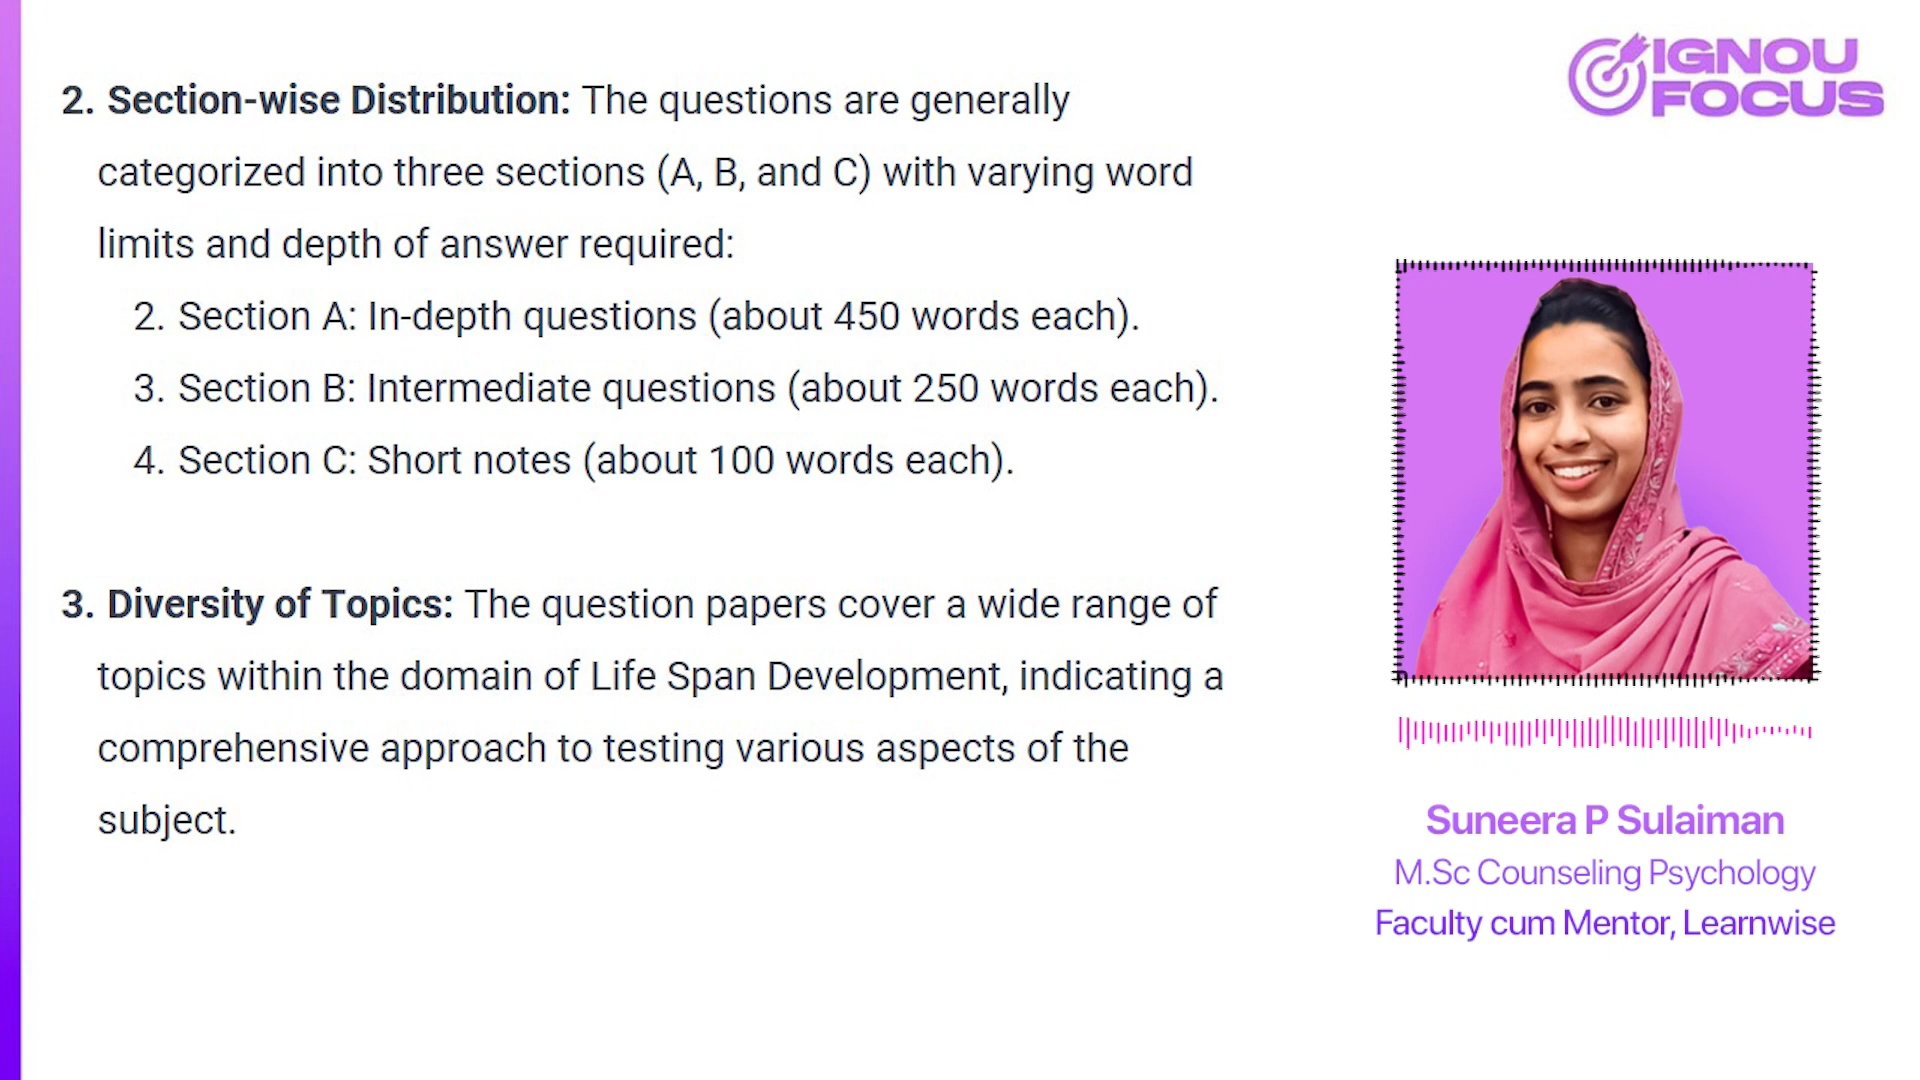 2. Section-wise Distribution: The questions are generally
categorized into three sections (A, B, and C) with varying word
limits and depth of answer required:
2. Section A: In-depth questions (about 450 words each).
3. Section B: Intermediate questions (about 250 words each).
4. Section C: Short notes (about 100 words each).
3. Diversity of Topics: The question papers cover a wide range of
topics within the domain of Life Span Development, indicating a
comprehensive approach to testing various aspects of the
subject.
IGNOU
FOCUS
Suneera P Sulaiman
M.Sc Counseling Psychology
Faculty cum Mentor, Learnwise